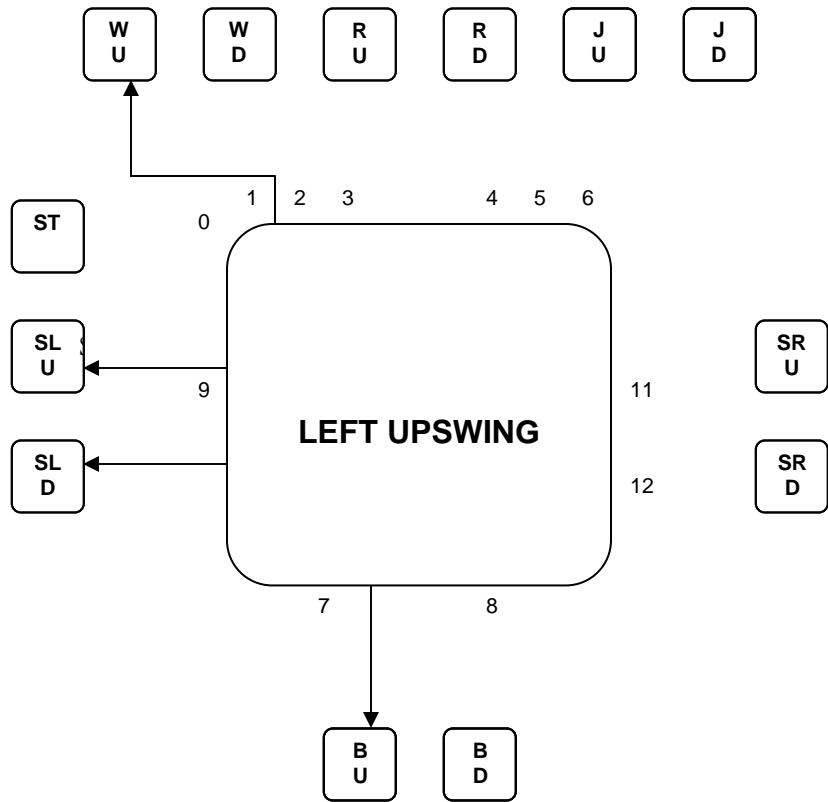 W W R R J J
U D U D U D
1 2 3 4 5 6
0
ST
SL
U
SR
U
9
11
LEFT UPSWING
SL
D
SR
D
12
7 8
B B
U D